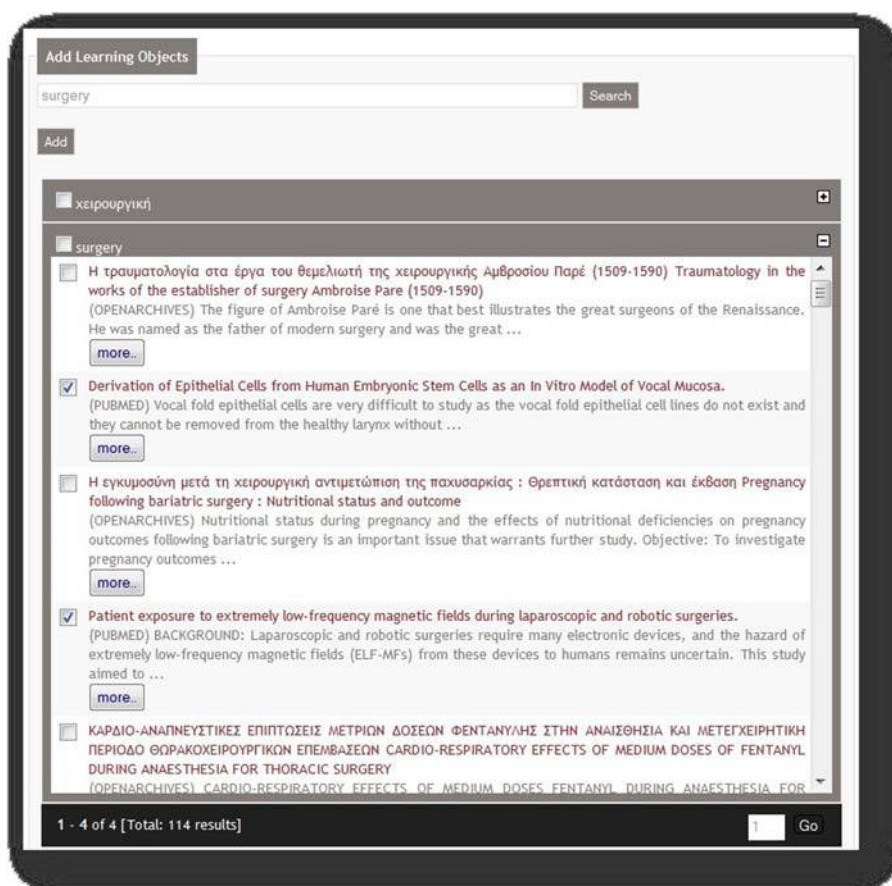 Add Learning Objects
surgery
Search
Add
χειρουργική
surgery
Η τραυματολογία στα έργα του θεμελιωτή της χειρουργικής Αμβροσίου Παρέ (1509-1590) Traumatology in the
works of the establisher of surgery Ambroise Pare (1509-1590)
(OPENARCHIVES) The figure of Ambroise Paré is one that best illustrates the great surgeons of the Renaissance.
He was named as the father of modern surgery and was the great ...
more..
Derivation of Epithelial Cells from Human Embryonic Stem Cells as an In Vitro Model of Vocal Mucosa.
(PUBMED) Vocal fold epithelial cells are very difficult to study as the vocal fold epithelial cell lines do not exist and
they cannot be removed from the healthy larynx without ...
more..
Η εγκυμοσύνη μετά τη χειρουργική αντιμετώπιση της παχυσαρκίας : Θρεπτική κατάσταση και έκβαση Pregnancy
following bariatric surgery : Nutritional status and outcome
(OPENARCHIVES) Nutritional status during pregnancy and the effects of nutritional deficiencies on pregnancy
outcomes following bariatric surgery is an important issue that warrants further study. Objective: To investigate
pregnancy outcomes ...
more..
Patient exposure to extremely low-frequency magnetic fields during laparoscopic and robotic surgeries.
(PUBMED) BACKGROUND: Laparoscopic and robotic surgeries require many electronic devices, and the hazard of
extremely low-frequency magnetic fields (ELF-MFs) from these devices to humans remains uncertain. This study
aimed to ...
more..
ΚΑΡΔΙΟ-ΑΝΑΠΝΕΥΣΤΙΚΕΣ ΕΠΙΠΤΩΣΕΙΣ ΜΕΤΡΙΩΝ ΔΟΣΕΩΝ ΦΕΝΤΑΝΥΛΗΣ ΣΤΗΝ ΑΝΑΙΣΘΗΣΙΑ ΚΑΙ ΜΕΤΕΓΧΕΙΡΗΤΙΚΗ
ΠΕΡΙΟΔΟ ΘΩΡΑΚΟΧΕΙΡΟΥΡΓΙΚΩΝ ΕΠΕΜΒΑΣΕΩΝ CARDIO-RESPIRATORY EFFECTS OF MEDIUM DOSES OF FENTANYL
DURING ANAESTHESIA FOR THORACIC SURGERY
(OPENARCHIVES) CARDIO-RESPIRATORY EFFECTS OF MEDIUM DOSES FENTANYL DURING ANAESTHESIA FOR
1 - 4 of 4 [Total: 114 results]
1
Go